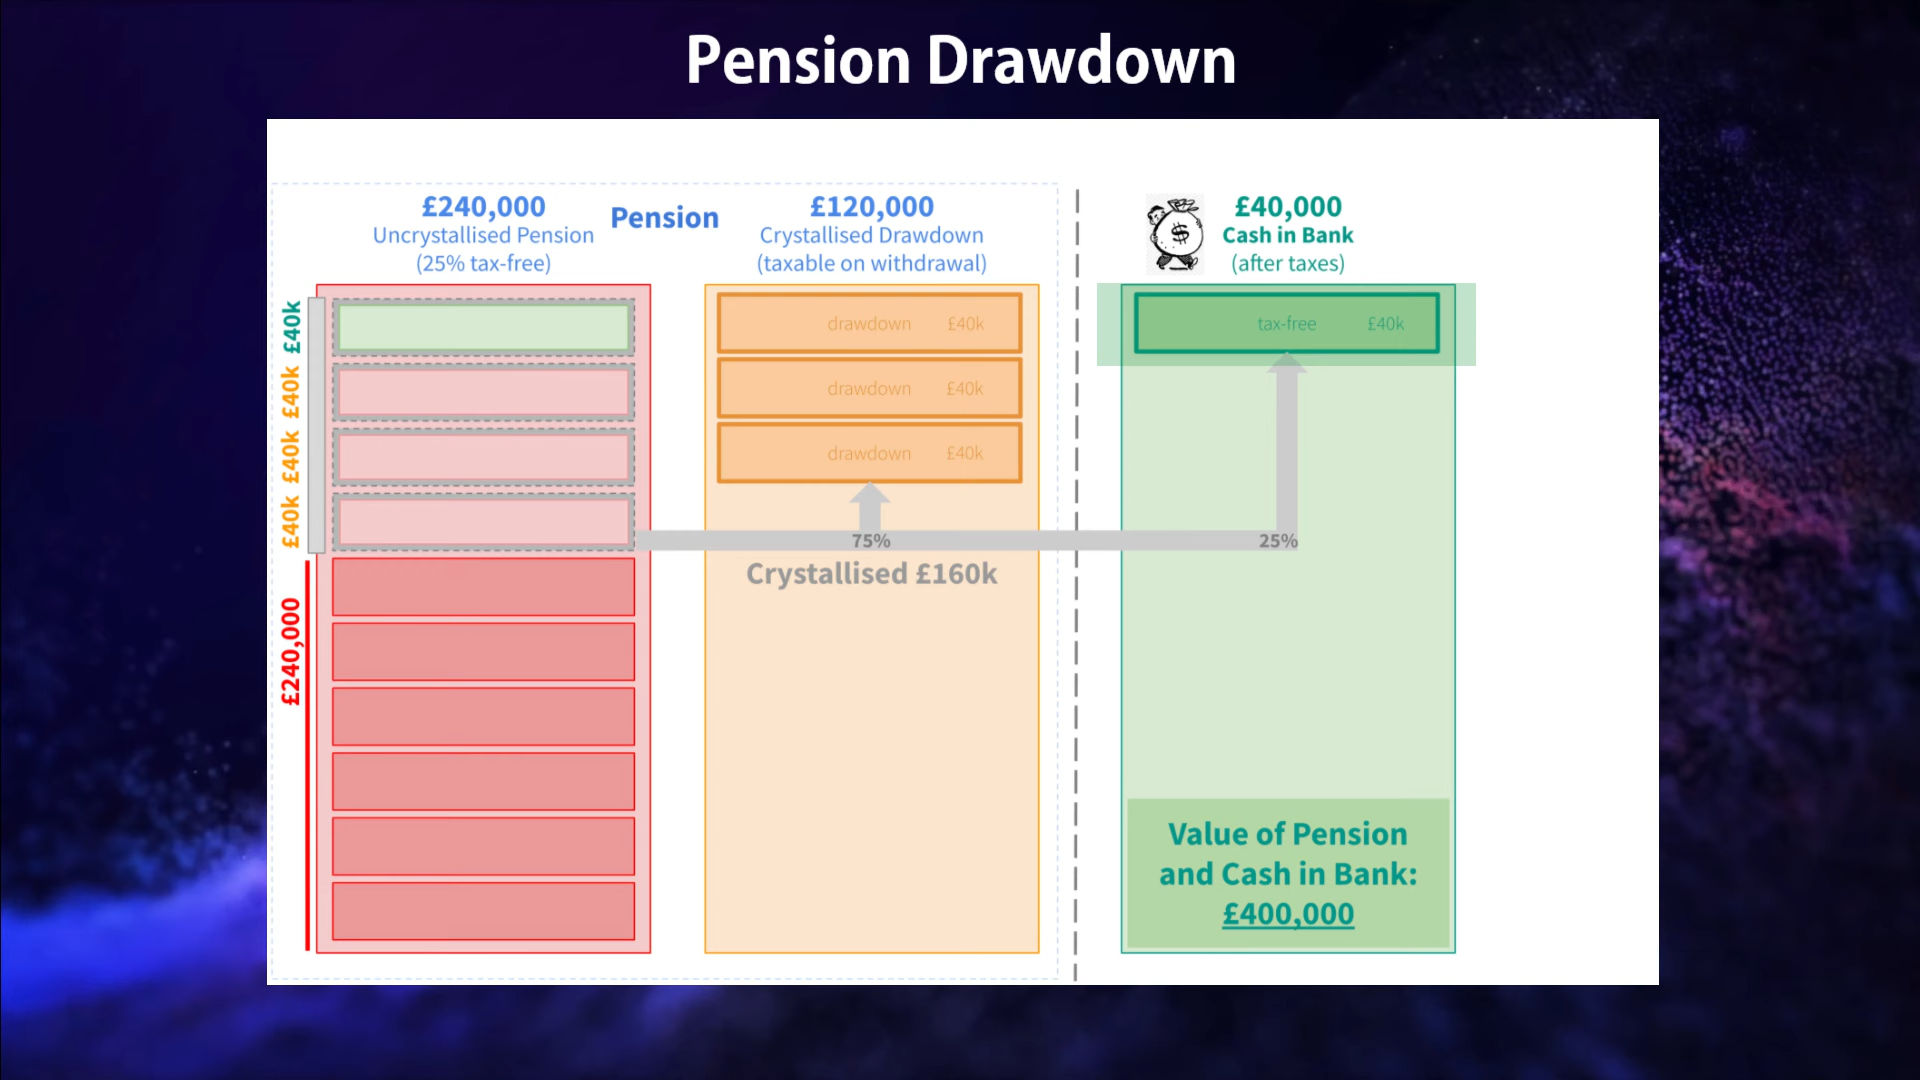 Pension Drawdown
£240,000
Uncrystallised Pension
(25% tax-free)
Pension
£120,000
Crystallised Drawdown
(taxable on withdrawal)
$
£40,000
Cash in Bank
(after taxes)
£40k
£40k
£40k
£40k
£240,000
drawdown £40k
drawdown £40k
drawdown £40k
tax-free £40k
75%
25%
Crystallised £160k
Value of Pension
and Cash in Bank:
£400,000